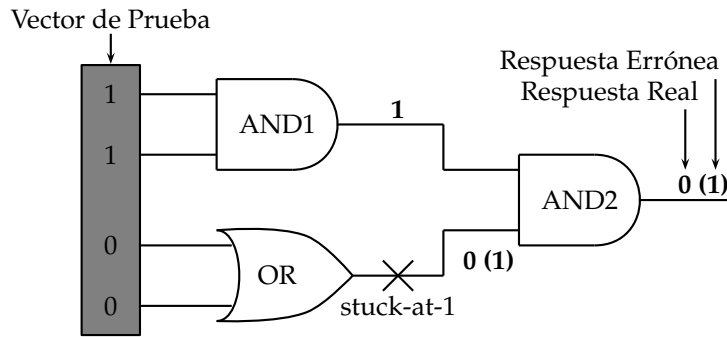 Vector de Prueba
Respuesta Errónea
Respuesta Real
1
AND1
1
1
0 (1)
AND2
0
OR
0 (1)
0
stuck-at-1